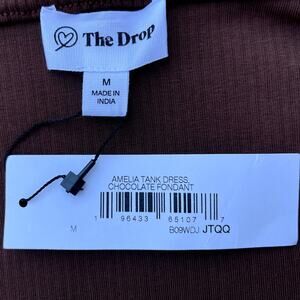 The Drop
M
MADE IN
INDIA
AMELIA TANK DRESS,
CHOCOLATE FONDANT
1 96433 65107 7
M B09WDJ JTQQ